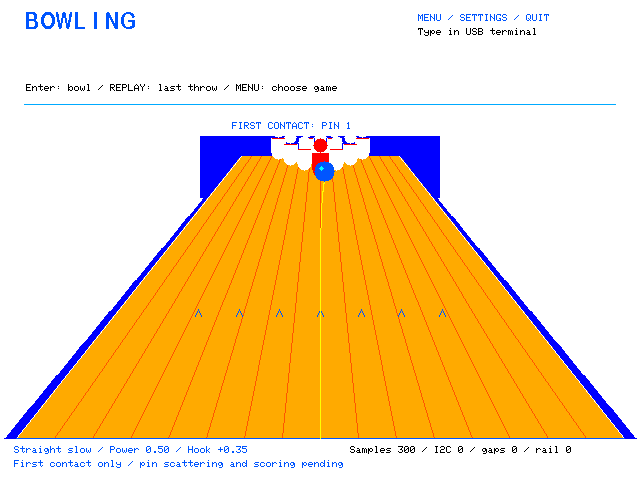 BOWLING
MENU / SETTINGS / QUIT
Type in USB terminal
Enter: bowl / REPLAY: last throw / MENU: choose game
FIRST CONTACT: PIN 1
Straight slow / Power 0.50 / Hook +0.35
Samples 300 / I2C 0 / gaps 0 / rail 0
First contact only / pin scattering and scoring pending